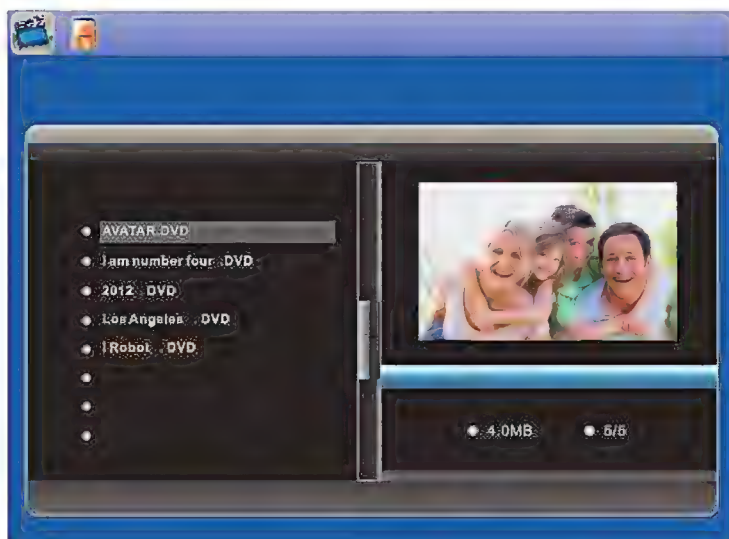 AVATAR.DVD
I am number four .DVD
2012 .DVD
Los Angeles .DVD
I Robot .DVD
4.0MB
5/5